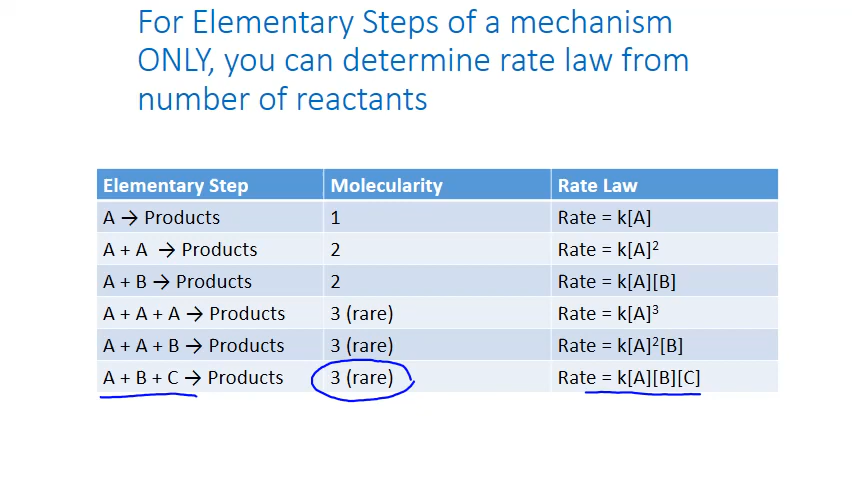 For Elementary Steps of a mechanism
ONLY, you can determine rate law from
number of reactants
Elementary Step Molecularity Rate Law
A → Products 1 Rate = k[A]
A + A → Products 2 Rate = k[A]²
A + B → Products 2 Rate = k[A][B]
A + A + A → Products 3 (rare) Rate = k[A]³
A + A + B → Products 3 (rare) Rate = k[A]²[B]
A + B + C → Products 3 (rare) Rate = k[A][B][C]